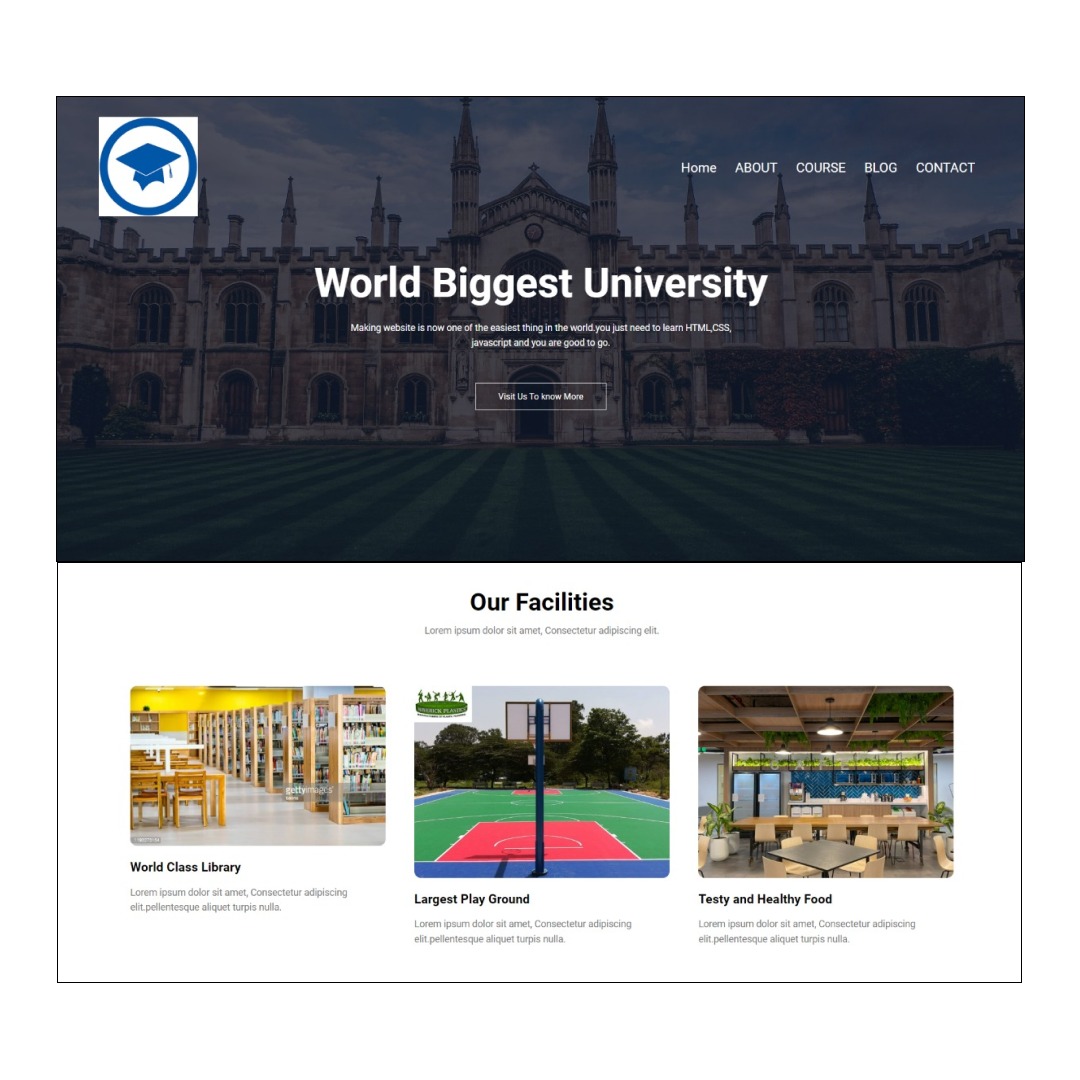 Home ABOUT COURSE BLOG CONTACT
World Biggest University
Making website is now one of the easiest thing in the world.you just need to learn HTML,CSS,
javascript and you are good to go.
Visit Us To know More
Our Facilities
Lorem ipsum dolor sit amet, Consectetur adipiscing elit.
gettyimages
World Class Library
Lorem ipsum dolor sit amet, Consectetur adipiscing
elit.pellentesque aliquet turpis nulla.
Largest Play Ground
Lorem ipsum dolor sit amet, Consectetur adipiscing
elit.pellentesque aliquet turpis nulla.
Testy and Healthy Food
Lorem ipsum dolor sit amet, Consectetur adipiscing
elit.pellentesque aliquet turpis nulla.